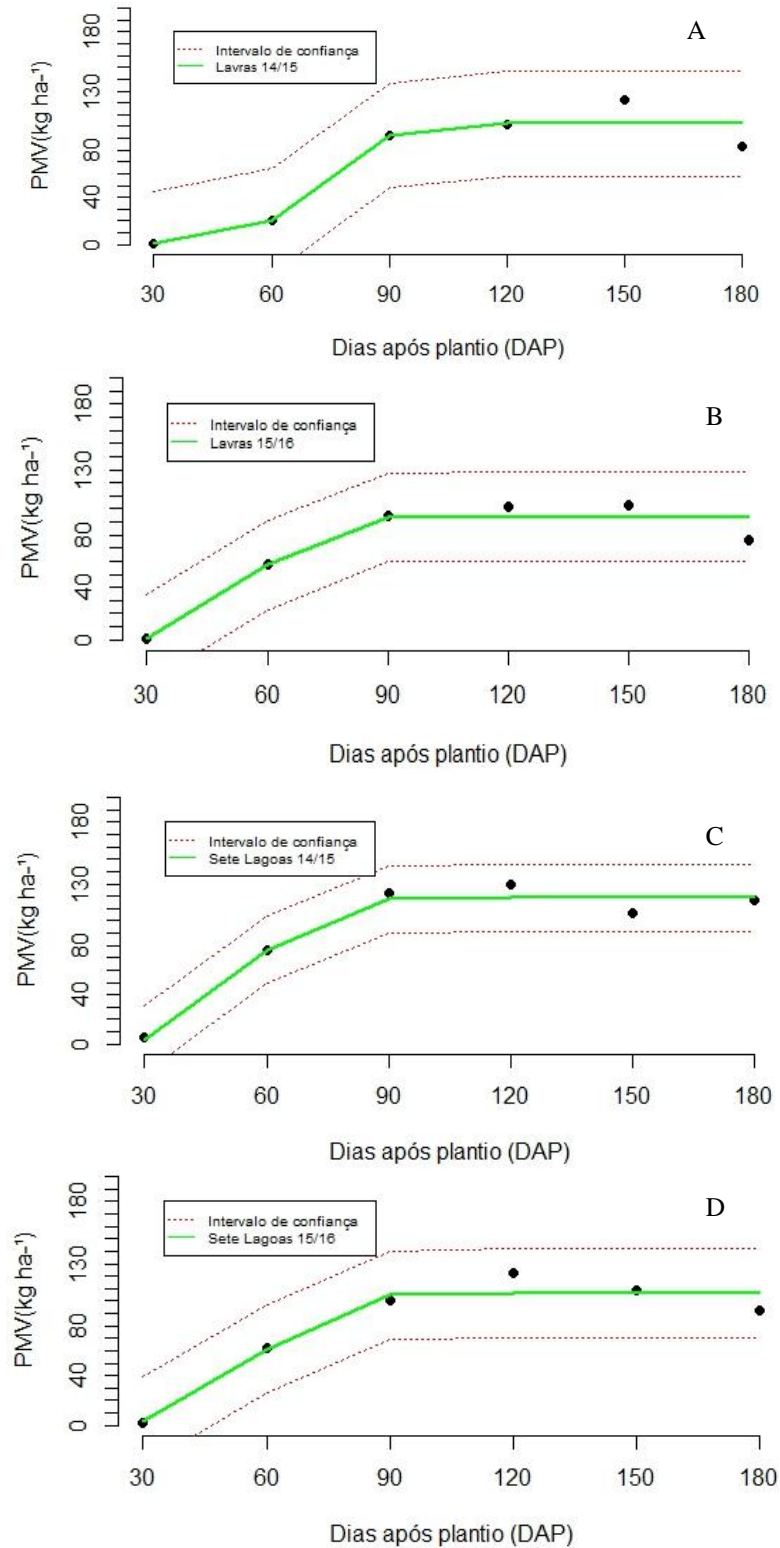 A
Intervalo de confiança
Lavras 14/15
PMV(kg ha-¹)
180
130
80
40
0
30 60 90 120 150 180
Dias após plantio (DAP)
B
Intervalo de confiança
Lavras 15/16
PMV(kg ha-¹)
180
130
80
40
0
30 60 90 120 150 180
Dias após plantio (DAP)
C
Intervalo de confiança
Sete Lagoas 14/15
PMV(kg ha-¹)
180
130
80
40
0
30 60 90 120 150 180
Dias após plantio (DAP)
D
Intervalo de confiança
Sete Lagoas 15/16
PMV(kg ha-¹)
180
130
80
40
0
30 60 90 120 150 180
Dias após plantio (DAP)